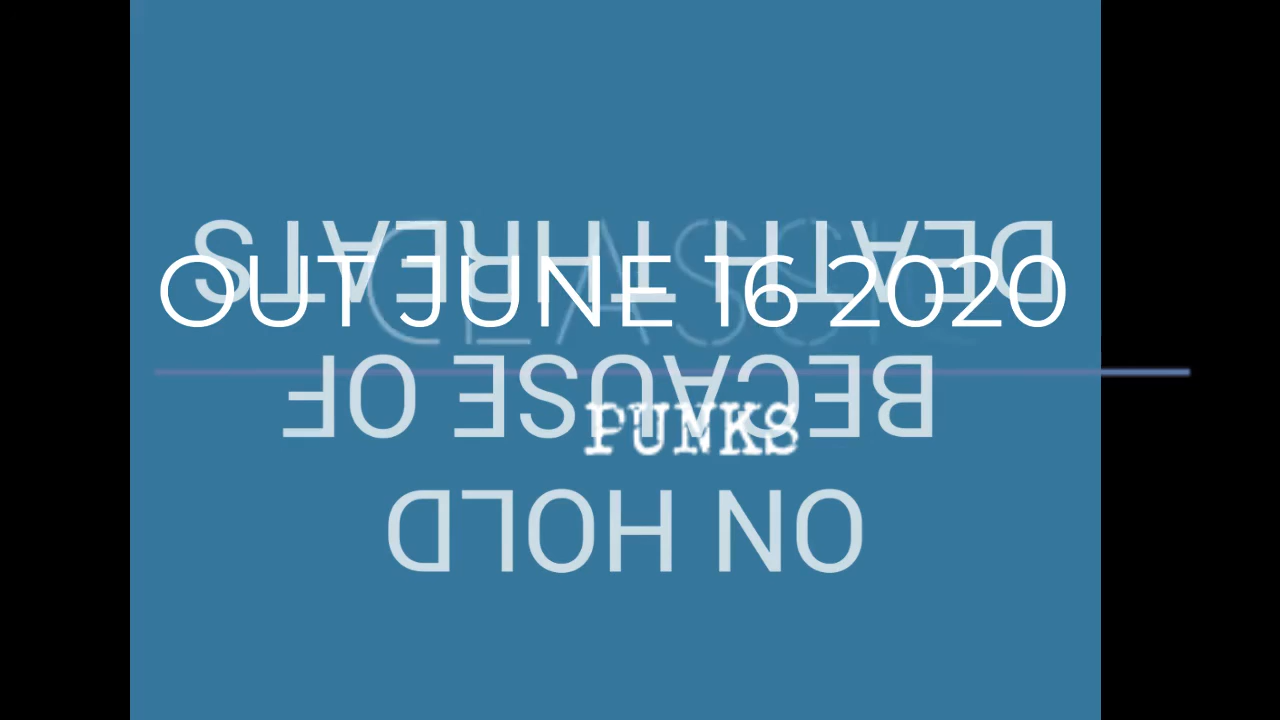 OUT JUNE 16 2020
PUNKS
ON HOLD
BECAUSE OF
DEATH THREATS